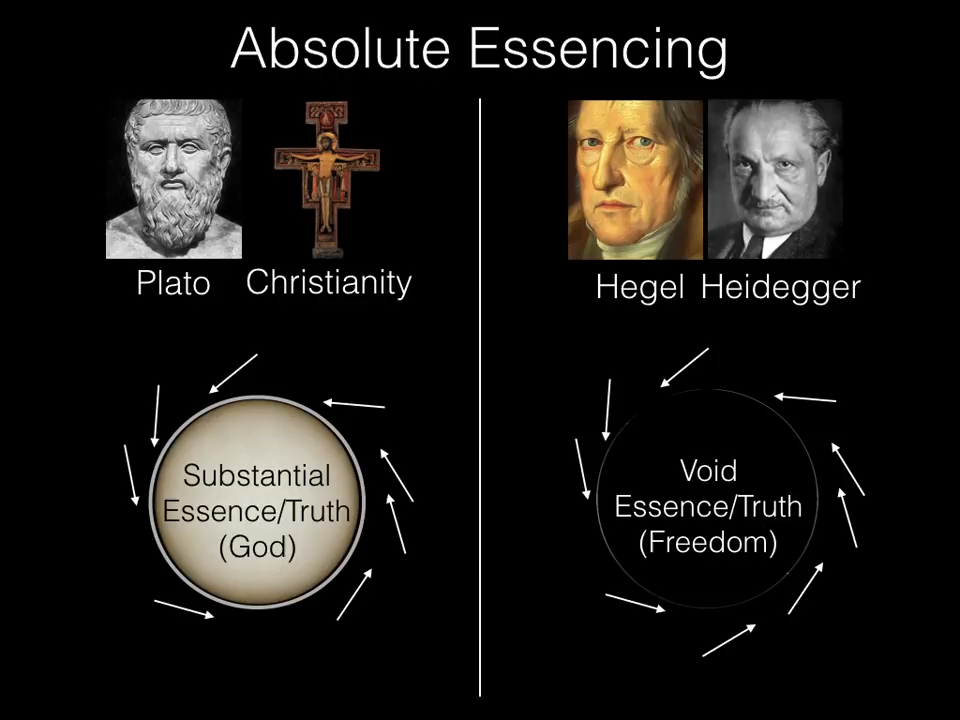 Absolute Essencing
Plato
Christianity
Hegel
Heidegger
Substantial
Essence/Truth
(God)
Void
Essence/Truth
(Freedom)